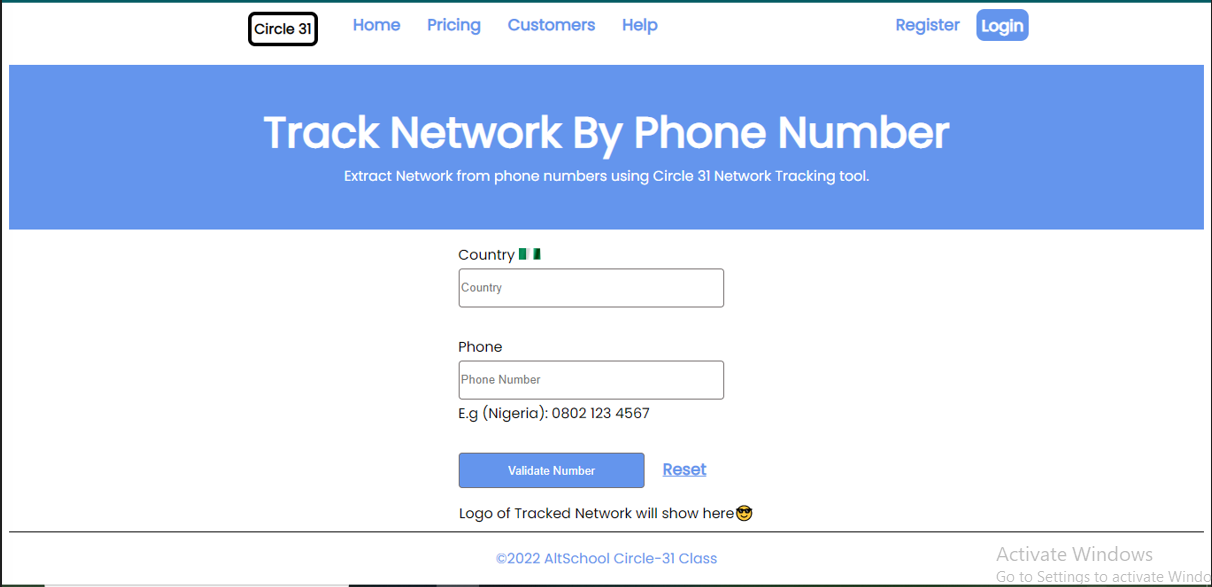 Circle 31 Home Pricing Customers Help Register Login
Track Network By Phone Number
Extract Network from phone numbers using Circle 31 Network Tracking tool.
Country 🇳🇬
Country
Phone
Phone Number
E.g (Nigeria): 0802 123 4567
Validate Number Reset
Logo of Tracked Network will show here😎
©2022 AltSchool Circle-31 Class
Activate Windows
Go to Settings to activate Windo